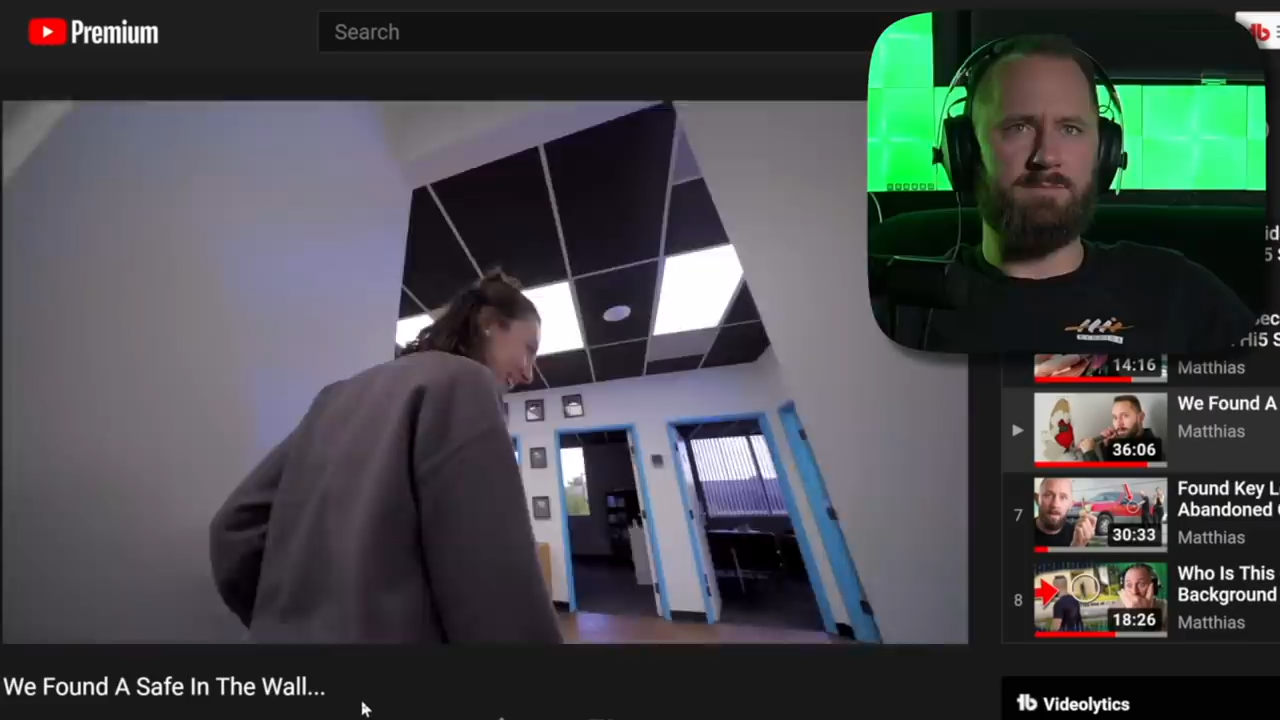 Premium
Search
14:16
Matthias
We Found A
Matthias
36:06
7
Found Key L
Abandoned
Matthias
30:33
8
Who Is This
Background
Matthias
18:26
We Found A Safe In The Wall...
Videolytics